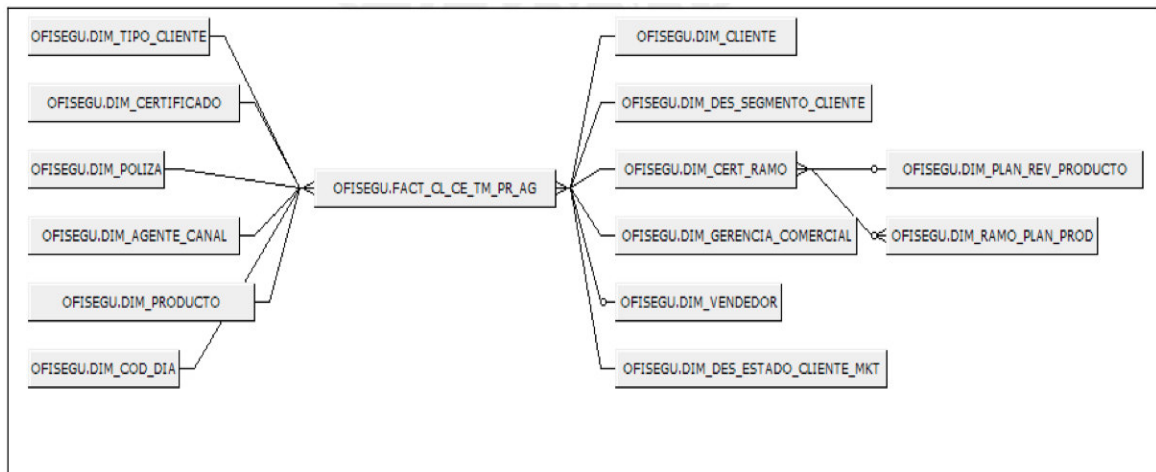 OFISEGU.DIM_TIPO_CLIENTE
OFISEGU.DIM_CERTIFICADO
OFISEGU.DIM_POLIZA
OFISEGU.DIM_AGENTE_CANAL
OFISEGU.DIM_PRODUCTO
OFISEGU.DIM_COD_DIA
OFISEGU.FACT_CL_CE_TM_PR_AG
OFISEGU.DIM_CLIENTE
OFISEGU.DIM_DES_SEGMENTO_CLIENTE
OFISEGU.DIM_CERT_RAMO
OFISEGU.DIM_GERENCIA_COMERCIAL
OFISEGU.DIM_VENDEDOR
OFISEGU.DIM_DES_ESTADO_CLIENTE_MKT
OFISEGU.DIM_PLAN_REV_PRODUCTO
OFISEGU.DIM_RAMO_PLAN_PROD